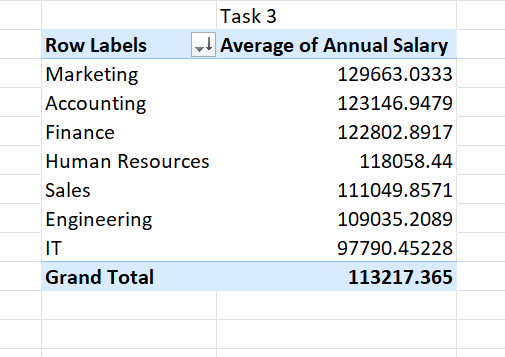 Task 3
Row Labels Average of Annual Salary
Marketing 129663.0333
Accounting 123146.9479
Finance 122802.8917
Human Resources 118058.44
Sales 111049.8571
Engineering 109035.2089
IT 97790.45228
Grand Total 113217.365